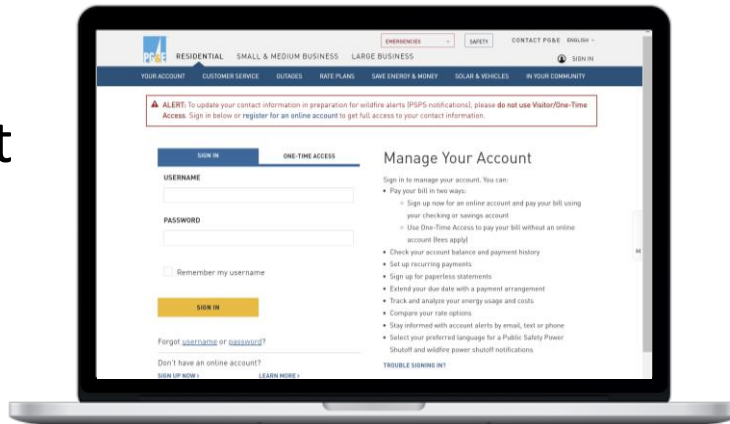 t
EMERGENCIES
SAFETY
CONTACT PG&E
ENGLISH
PG&E
RESIDENTIAL
SMALL & MEDIUM BUSINESS
LARGE BUSINESS
SIGN IN
YOUR ACCOUNT
CUSTOMER SERVICE
OUTAGES
RATE PLANS
SAVE ENERGY & MONEY
SOLAR & VEHICLES
IN YOUR COMMUNITY
ALERT: To update your contact information in preparation for wildfire alerts (PSPS notifications), please do not use Visitor/One-Time
Access. Sign in below or register for an online account to get full access to your contact information.
SIGN IN
ONE-TIME ACCESS
USERNAME
PASSWORD
Remember my username
SIGN IN
Forgot username or password?
Don't have an online account?
SIGN UP NOW ›
LEARN MORE ›
Manage Your Account
Sign in to manage your account. You can:
• Pay your bill in two ways:
Sign up now for an online account and pay your bill using
your checking or savings account
Use One-Time Access to pay your bill without an online
account (fees apply)
• Check your account balance and payment history
• Set up recurring payments
• Sign up for paperless statements
• Extend your due date with a payment arrangement
• Track and analyze your energy usage and costs
• Compare your rate options
• Stay informed with account alerts by email, text or phone
• Select your preferred language for a Public Safety Power
Shutoff and wildfire power shutoff notifications
TROUBLE SIGNING IN?